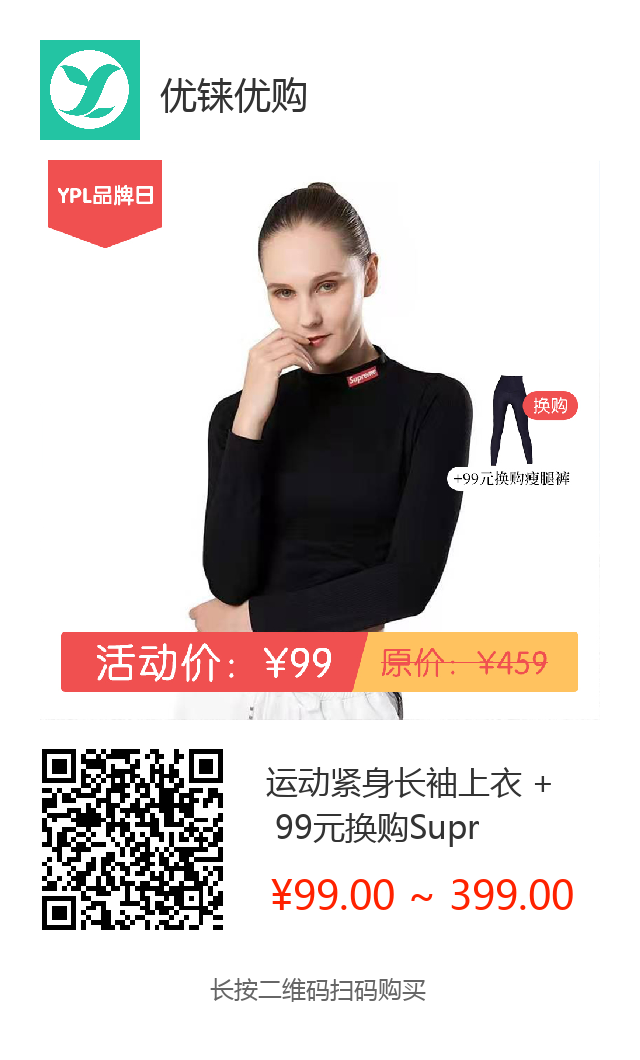 优铼优购
YPL品牌日
Supreme
换购
+99元换购瘦腿裤
活动价：¥99
原价：¥459
运动紧身长袖上衣 +
99元换购Supr
¥99.00 ~ 399.00
长按二维码扫码购买